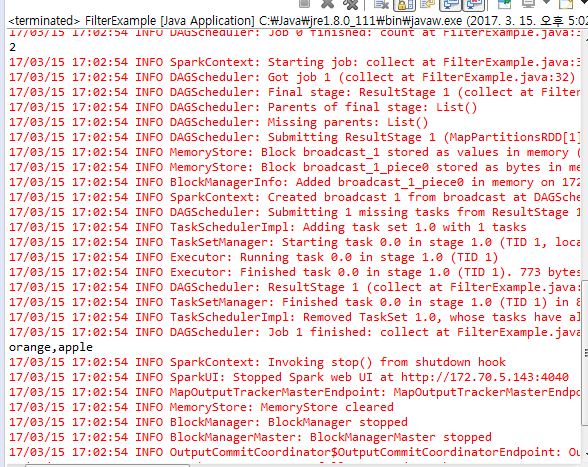 <terminated> FilterExample [Java Application] C:₩Java₩jre1.8.0_111₩bin₩javaw.exe (2017. 3. 15. 오후 5:02
17/03/15 17:02:54 INFO DAGScheduler: Job 0 finished: count at FilterExample.java:
2
17/03/15 17:02:54 INFO SparkContext: Starting job: collect at FilterExample.java:
17/03/15 17:02:54 INFO DAGScheduler: Got job 1 (collect at FilterExample.java:32)
17/03/15 17:02:54 INFO DAGScheduler: Final stage: ResultStage 1 (collect at Filter
17/03/15 17:02:54 INFO DAGScheduler: Parents of final stage: List()
17/03/15 17:02:54 INFO DAGScheduler: Missing parents: List()
17/03/15 17:02:54 INFO DAGScheduler: Submitting ResultStage 1 (MapPartitionsRDD[1]
17/03/15 17:02:54 INFO MemoryStore: Block broadcast_1 stored as values in memory (
17/03/15 17:02:54 INFO MemoryStore: Block broadcast_1_piece0 stored as bytes in me
17/03/15 17:02:54 INFO BlockManagerInfo: Added broadcast_1_piece0 in memory on 172
17/03/15 17:02:54 INFO SparkContext: Created broadcast 1 from broadcast at DAGSche
17/03/15 17:02:54 INFO DAGScheduler: Submitting 1 missing tasks from ResultStage 1
17/03/15 17:02:54 INFO TaskSchedulerImpl: Adding task set 1.0 with 1 tasks
17/03/15 17:02:54 INFO TaskSetManager: Starting task 0.0 in stage 1.0 (TID 1, loca
17/03/15 17:02:54 INFO Executor: Running task 0.0 in stage 1.0 (TID 1)
17/03/15 17:02:54 INFO Executor: Finished task 0.0 in stage 1.0 (TID 1). 773 bytes
17/03/15 17:02:54 INFO DAGScheduler: ResultStage 1 (collect at FilterExample.java:
17/03/15 17:02:54 INFO TaskSetManager: Finished task 0.0 in stage 1.0 (TID 1) in 8
17/03/15 17:02:54 INFO TaskSchedulerImpl: Removed TaskSet 1.0, whose tasks have al
17/03/15 17:02:54 INFO DAGScheduler: Job 1 finished: collect at FilterExample.java
orange,apple
17/03/15 17:02:54 INFO SparkContext: Invoking stop() from shutdown hook
17/03/15 17:02:54 INFO SparkUI: Stopped Spark web UI at http://172.70.5.143:4040
17/03/15 17:02:54 INFO MapOutputTrackerMasterEndpoint: MapOutputTrackerMasterEndpo
17/03/15 17:02:54 INFO MemoryStore: MemoryStore cleared
17/03/15 17:02:54 INFO BlockManager: BlockManager stopped
17/03/15 17:02:54 INFO BlockManagerMaster: BlockManagerMaster stopped
17/03/15 17:02:54 INFO OutputCommitCoordinator$OutputCommitCoordinatorEndpoint: Ou